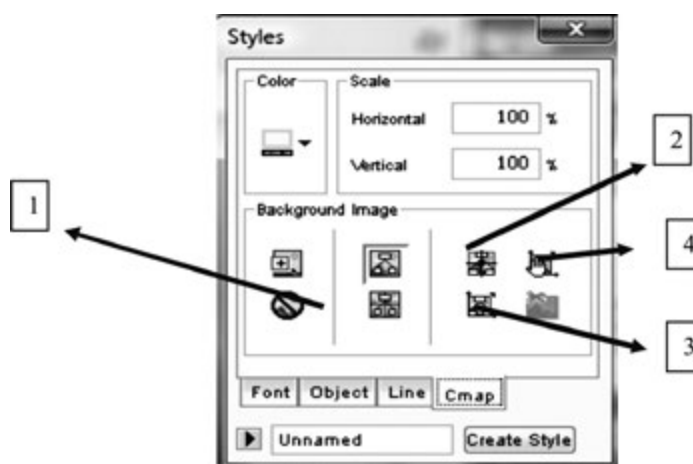 Styles
Color
Scale
Horizontal 100 %
Vertical 100 %
Background Image
Font Object Line Cmap
Unnamed Create Style
1
2
4
3